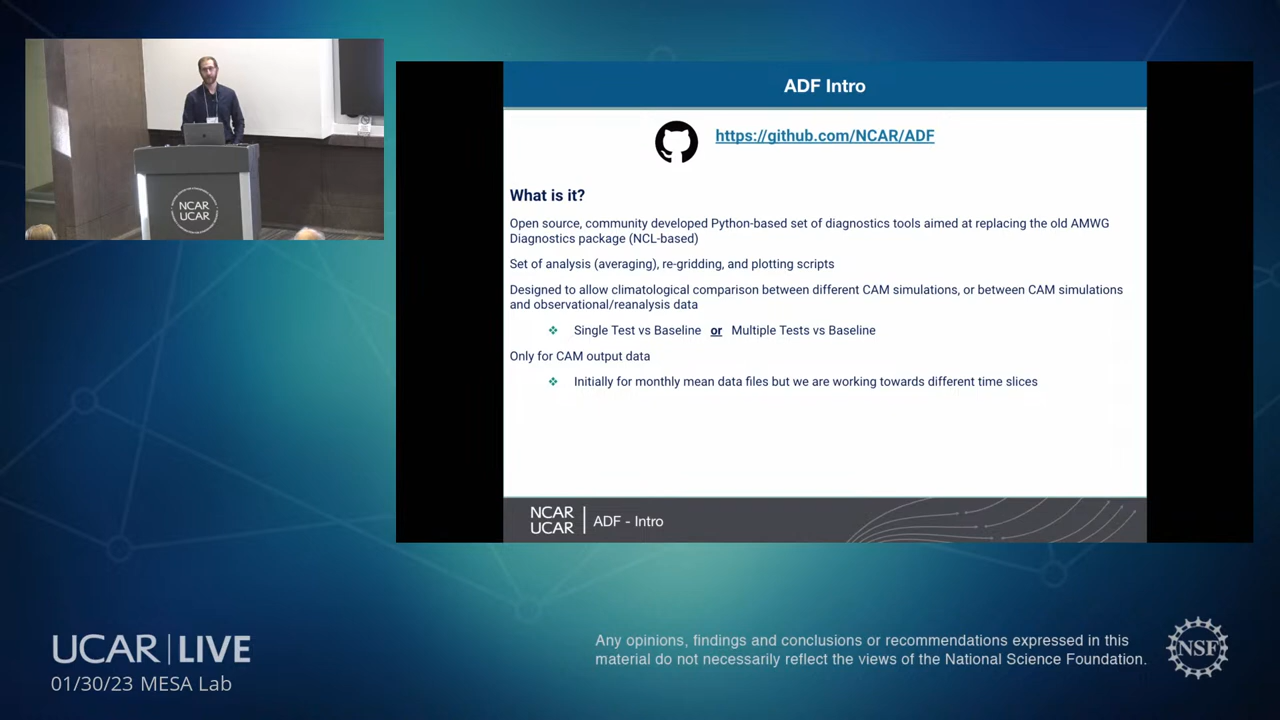 NCAR
UCAR
ADF Intro
https://github.com/NCAR/ADF
What is it?
Open source, community developed Python-based set of diagnostics tools aimed at replacing the old AMWG
Diagnostics package (NCL-based)
Set of analysis (averaging), re-gridding, and plotting scripts
Designed to allow climatological comparison between different CAM simulations, or between CAM simulations
and observational/reanalysis data
❖ Single Test vs Baseline or Multiple Tests vs Baseline
Only for CAM output data
❖ Initially for monthly mean data files but we are working towards different time slices
NCAR
UCAR
ADF - Intro
UCAR | LIVE
01/30/23 MESA Lab
Any opinions, findings and conclusions or recommendations expressed in this
material do not necessarily reflect the views of the National Science Foundation.
NSF